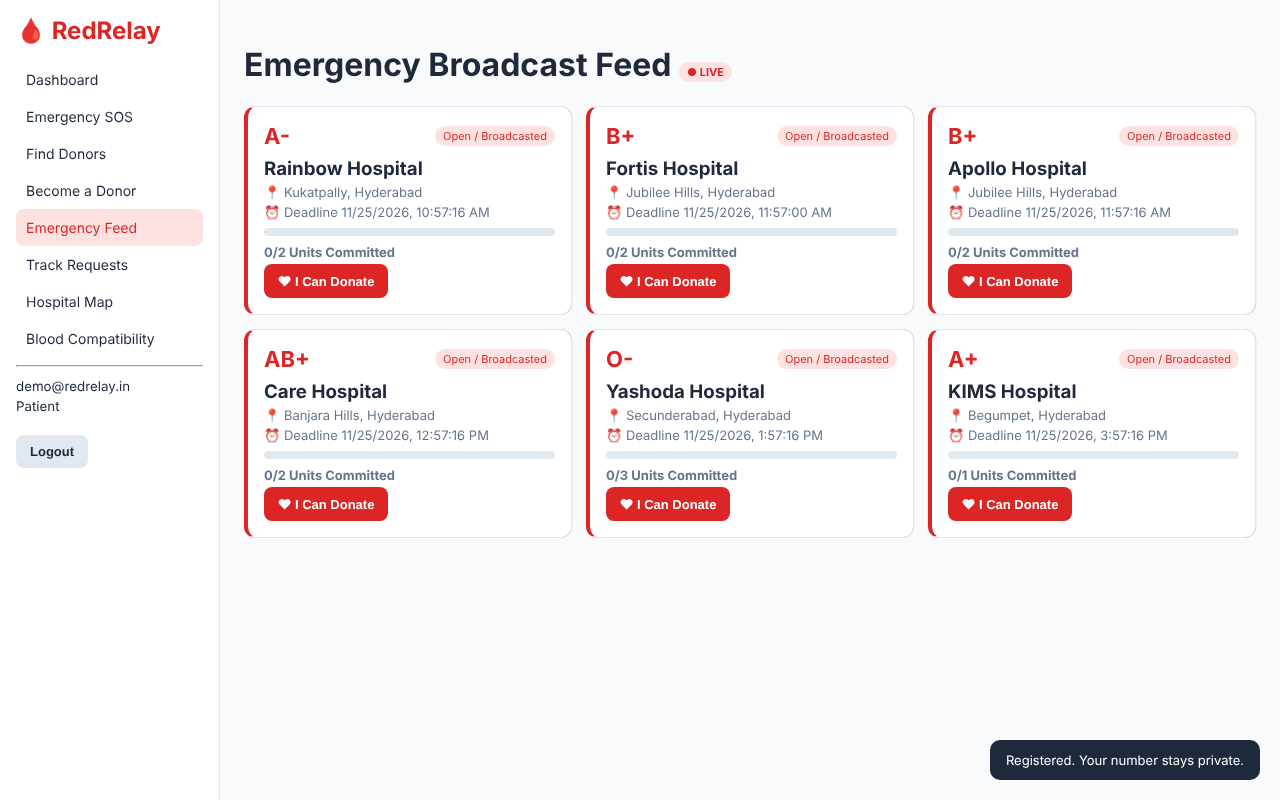 RedRelay
Dashboard
Emergency SOS
Find Donors
Become a Donor
Emergency Feed
Track Requests
Hospital Map
Blood Compatibility
demo@redrelay.in
Patient
Logout
Emergency Broadcast Feed LIVE
A- Open / Broadcasted
Rainbow Hospital
Kukatpally, Hyderabad
Deadline 11/25/2026, 10:57:16 AM
0/2 Units Committed
I Can Donate
B+ Open / Broadcasted
Fortis Hospital
Jubilee Hills, Hyderabad
Deadline 11/25/2026, 11:57:00 AM
0/2 Units Committed
I Can Donate
B+ Open / Broadcasted
Apollo Hospital
Jubilee Hills, Hyderabad
Deadline 11/25/2026, 11:57:16 AM
0/2 Units Committed
I Can Donate
AB+ Open / Broadcasted
Care Hospital
Banjara Hills, Hyderabad
Deadline 11/25/2026, 12:57:16 PM
0/2 Units Committed
I Can Donate
O- Open / Broadcasted
Yashoda Hospital
Secunderabad, Hyderabad
Deadline 11/25/2026, 1:57:16 PM
0/3 Units Committed
I Can Donate
A+ Open / Broadcasted
KIMS Hospital
Begumpet, Hyderabad
Deadline 11/25/2026, 3:57:16 PM
0/1 Units Committed
I Can Donate
Registered. Your number stays private.